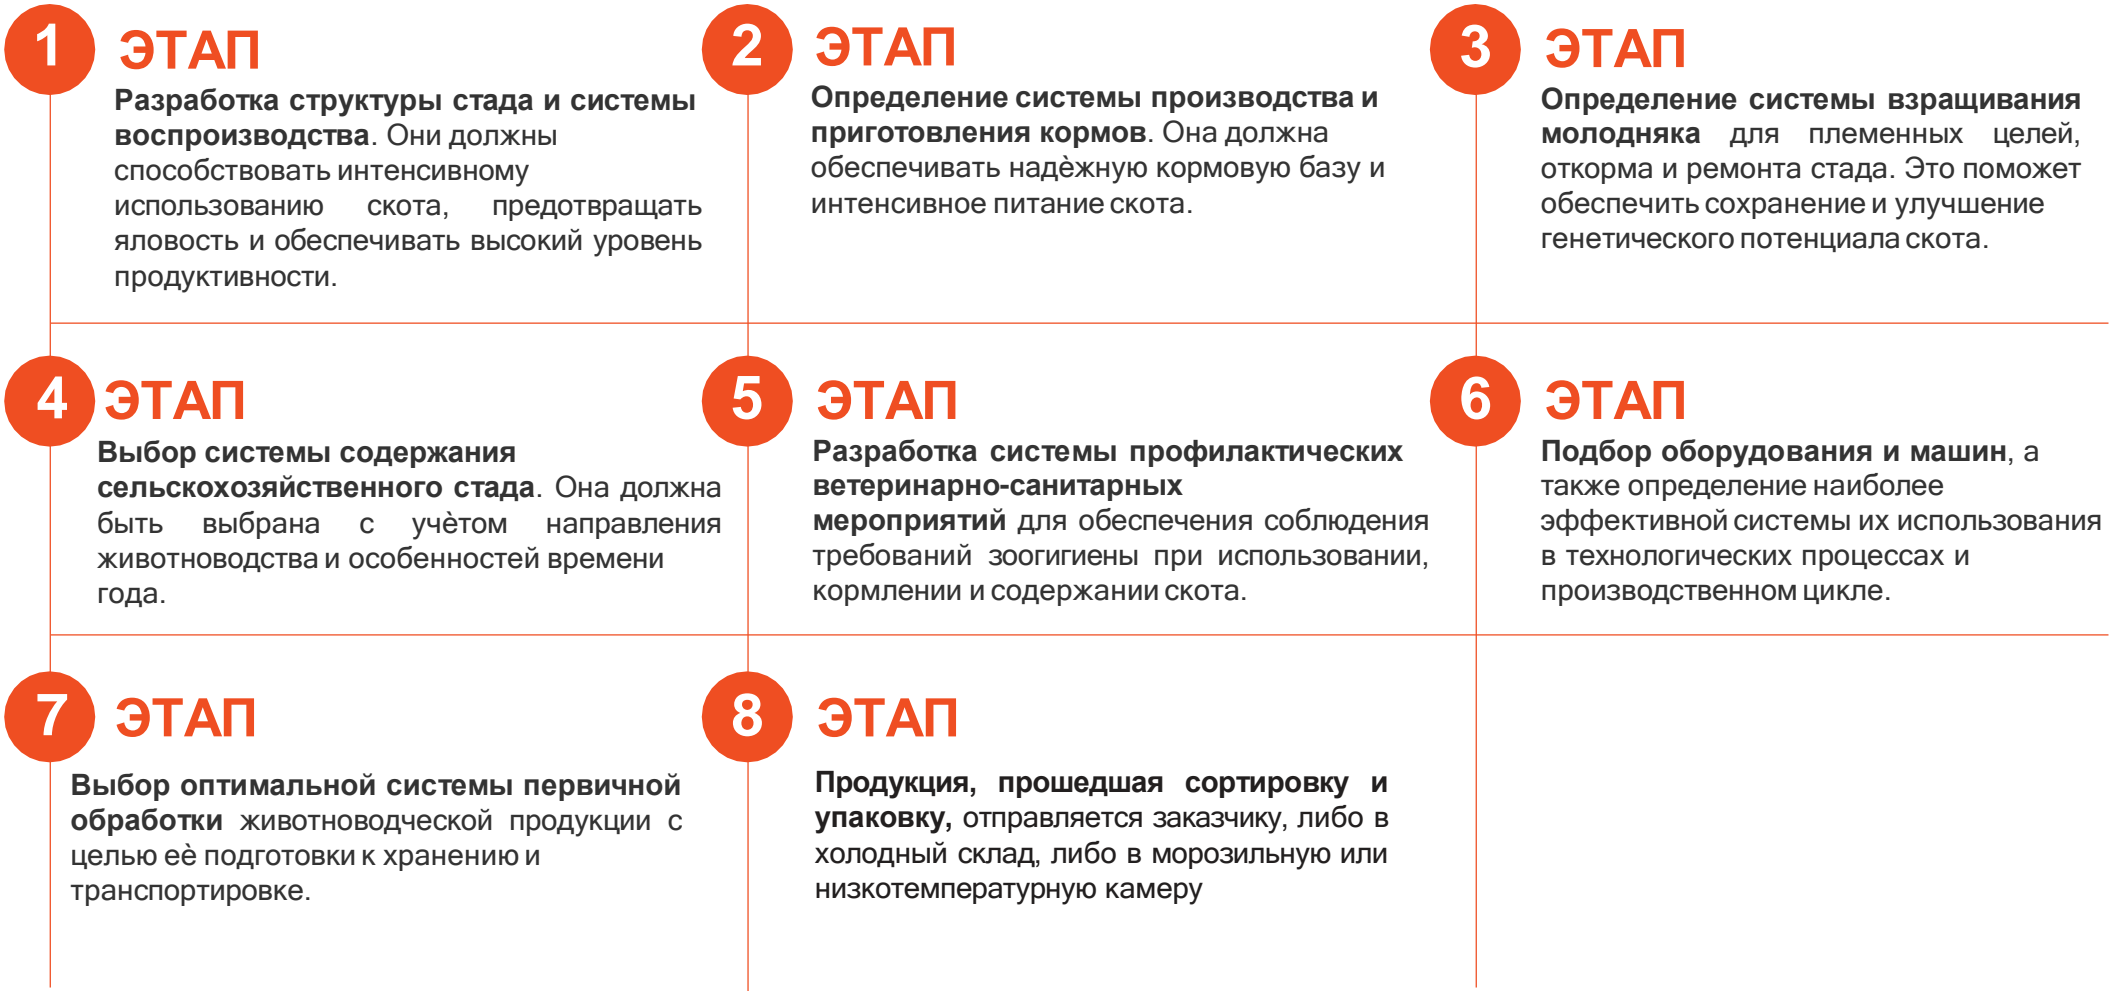 1 ЭТАП
Разработка структуры стада и системы
воспроизводства. Они должны
способствовать интенсивному
использованию скота, предотвращать
яловость и обеспечивать высокий уровень
продуктивности.
2 ЭТАП
Определение системы производства и
приготовления кормов. Она должна
обеспечивать надѐжную кормовую базу и
интенсивное питание скота.
3 ЭТАП
Определение системы взращивания
молодняка для племенных целей,
откорма и ремонта стада. Это поможет
обеспечить сохранение и улучшение
генетического потенциала скота.
4 ЭТАП
Выбор системы содержания
сельскохозяйственного стада. Она должна
быть выбрана с учѐтом направления
животноводства и особенностей времени
года.
5 ЭТАП
Разработка системы профилактических
ветеринарно-санитарных
мероприятий для обеспечения соблюдения
требований зоогигиены при использовании,
кормлении и содержании скота.
6 ЭТАП
Подбор оборудования и машин, а
также определение наиболее
эффективной системы их использования
в технологических процессах и
производственном цикле.
7 ЭТАП
Выбор оптимальной системы первичной
обработки животноводческой продукции с
целью еѐ подготовки к хранению и
транспортировке.
8 ЭТАП
Продукция, прошедшая сортировку и
упаковку, отправляется заказчику, либо в
холодный склад, либо в морозильную или
низкотемпературную камеру